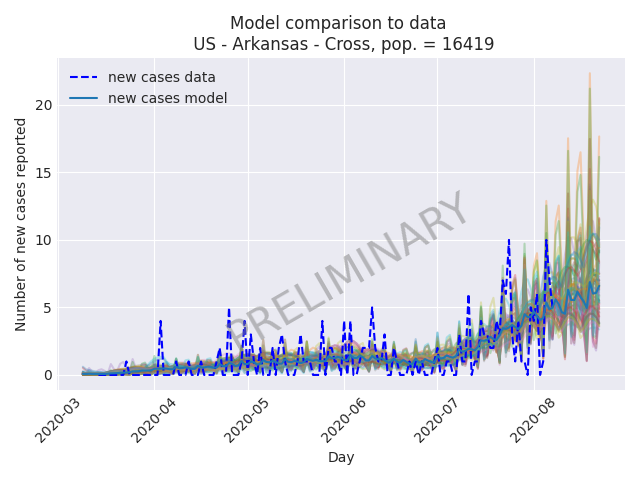 Model comparison to data
US - Arkansas - Cross, pop. = 16419
new cases data
new cases model
PRELIMINARY
Number of new cases reported
20
15
10
5
0
2020-03
2020-04
2020-05
2020-06
2020-07
2020-08
Day